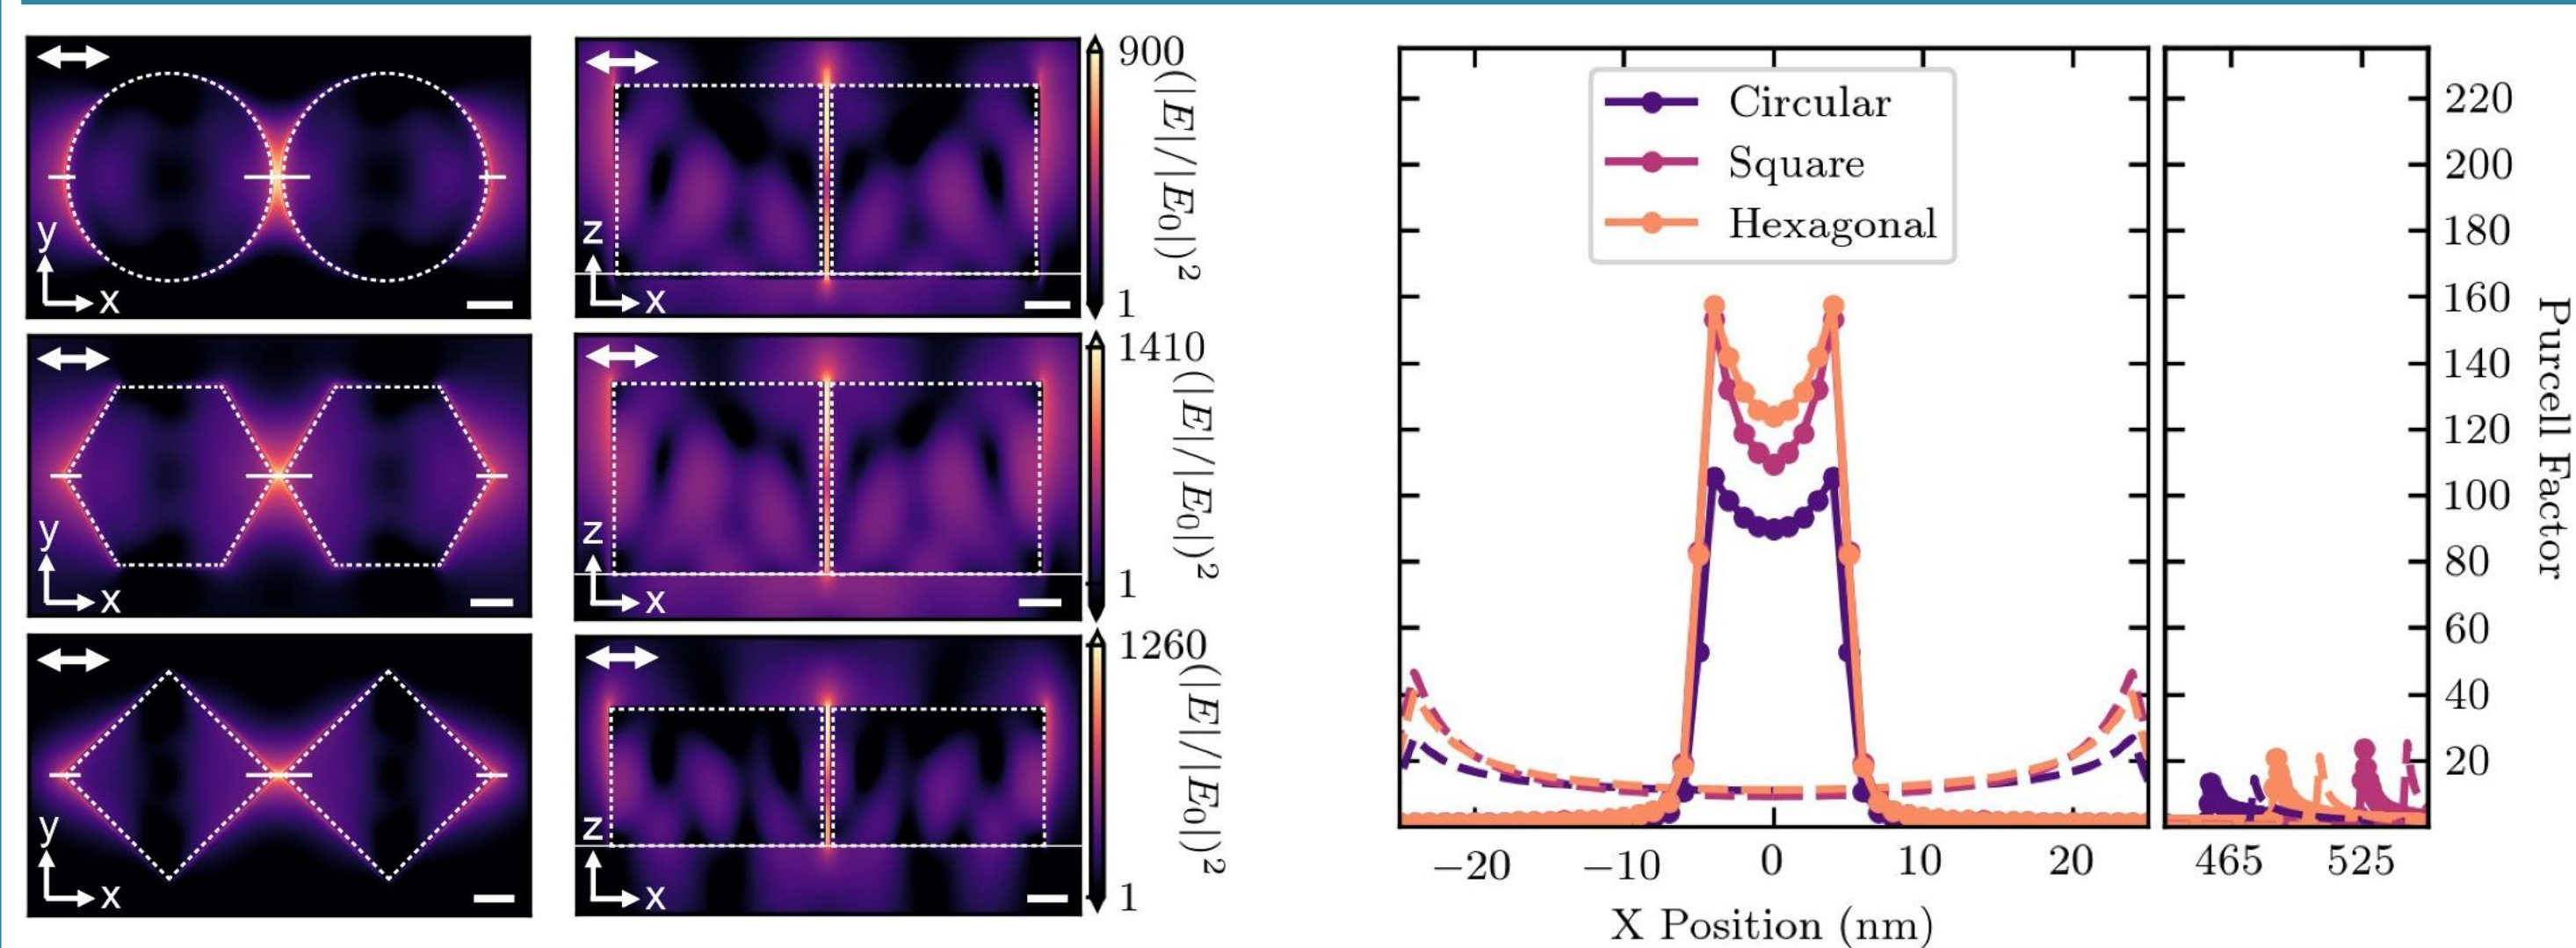 y
x
z
x
900
(|E|/|E₀|)²
1
y
x
z
x
1410
(|E|/|E₀|)²
1
y
x
z
x
1260
(|E|/|E₀|)²
1
Circular
Square
Hexagonal
220
200
180
160
140
120
100
80
60
40
20
Purcell Factor
−20 −10 0 10 20 465 525
X Position (nm)